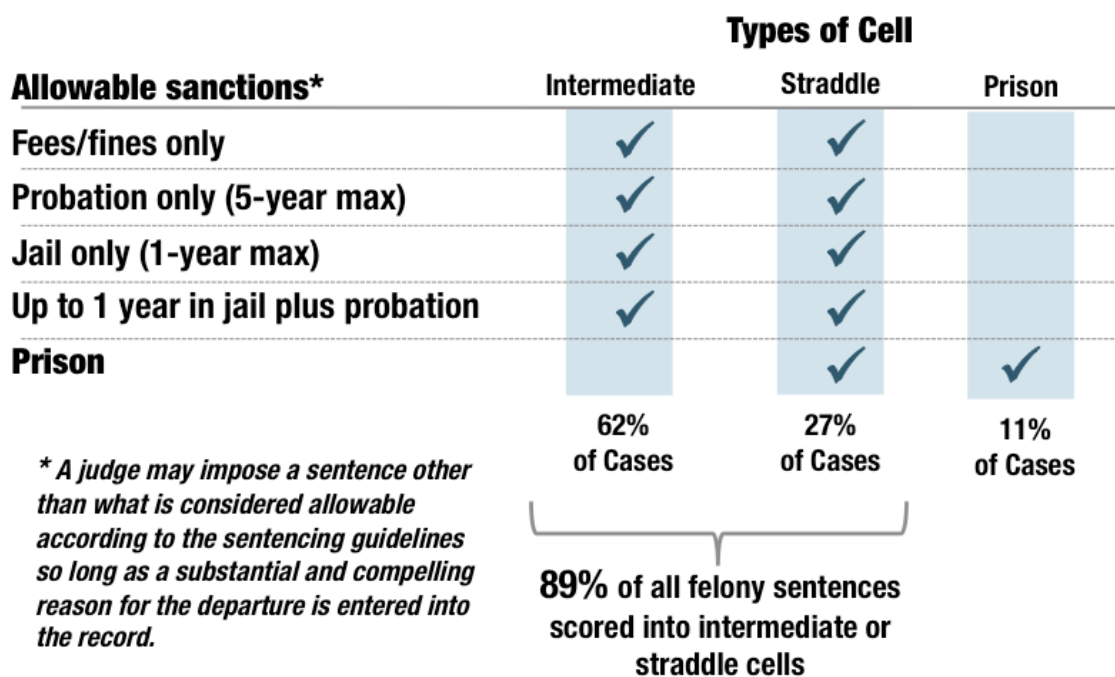 Types of Cell
Allowable sanctions* Intermediate Straddle Prison
Fees/fines only ✓ ✓
Probation only (5-year max) ✓ ✓
Jail only (1-year max) ✓ ✓
Up to 1 year in jail plus probation ✓ ✓
Prison ✓ ✓
62% 27% 11%
of Cases of Cases of Cases
* A judge may impose a sentence other
than what is considered allowable
according to the sentencing guidelines
so long as a substantial and compelling
reason for the departure is entered into
the record.
89% of all felony sentences
scored into intermediate or
straddle cells